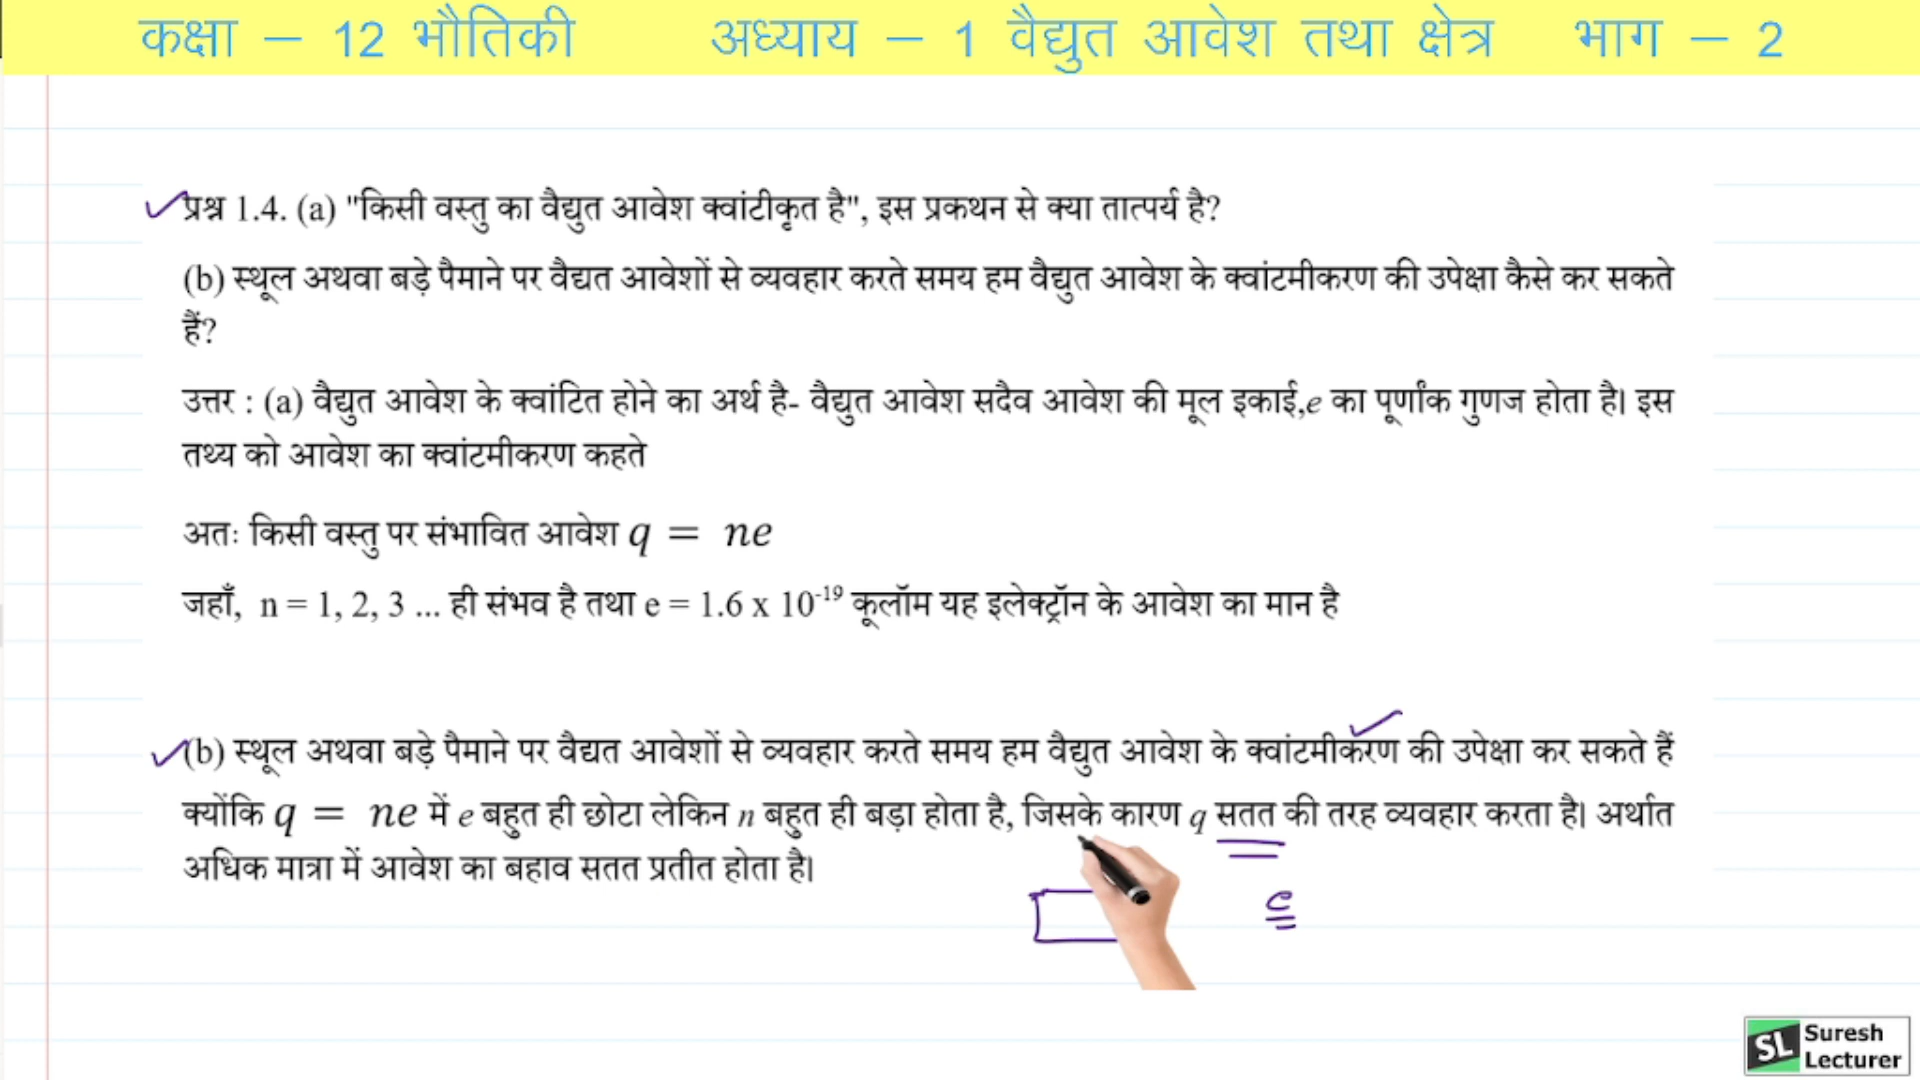 कक्षा – 12 भौतिकी अध्याय – 1 वैद्युत आवेश तथा क्षेत्र भाग – 2
प्रश्न 1.4. (a) "किसी वस्तु का वैद्युत आवेश क्वांटीकृत है", इस प्रकथन से क्या तात्पर्य है?
(b) स्थूल अथवा बड़े पैमाने पर वैद्यत आवेशों से व्यवहार करते समय हम वैद्युत आवेश के क्वांटमीकरण की उपेक्षा कैसे कर सकते
हैं?
उत्तर : (a) वैद्युत आवेश के क्वांटित होने का अर्थ है- वैद्युत आवेश सदैव आवेश की मूल इकाई,e का पूर्णांक गुणज होता है। इस
तथ्य को आवेश का क्वांटमीकरण कहते
अतः किसी वस्तु पर संभावित आवेश q = ne
जहाँ, n = 1, 2, 3 ... ही संभव है तथा e = 1.6 x 10⁻¹⁹ कूलॉम यह इलेक्ट्रॉन के आवेश का मान है
(b) स्थूल अथवा बड़े पैमाने पर वैद्यत आवेशों से व्यवहार करते समय हम वैद्युत आवेश के क्वांटमीकरण की उपेक्षा कर सकते हैं
क्योंकि q = ne में e बहुत ही छोटा लेकिन n बहुत ही बड़ा होता है, जिसके कारण q सतत की तरह व्यवहार करता है। अर्थात
अधिक मात्रा में आवेश का बहाव सतत प्रतीत होता है।
e
SL Suresh
Lecturer